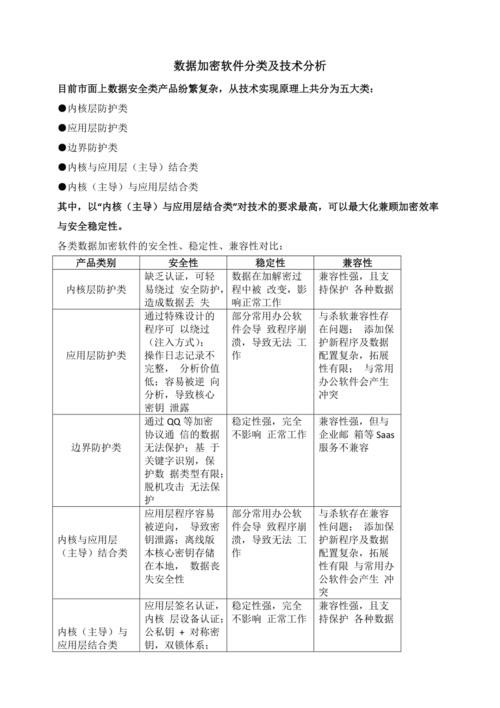 数据加密软件分类及技术分析
目前市面上数据安全类产品纷繁复杂，从技术实现原理上共分为五大类：
●内核层防护类
●应用层防护类
●边界防护类
●内核与应用层（主导）结合类
●内核（主导）与应用层结合类
其中，以“内核（主导）与应用层结合类”对技术的要求最高，可以最大化兼顾加密效率
与安全稳定性。
各类数据加密软件的安全性、稳定性、兼容性对比：
产品类别 安全性 稳定性 兼容性
内核层防护类
缺乏认证，可轻
易绕过 安全防护，
造成数据丢 失
数据在加解密过
程中被 改变，影
响正常工作
兼容性强，且支
持保护 各种数据
应用层防护类
通过特殊设计的
程序可 以绕过
（注入方式）；
操作日志记录不
完整， 分析价值
低；容易被逆 向
分析，导致核心
密钥 泄露
部分常用办公软
件会导 致程序崩
溃，导致无法 工
作
与杀软兼容性存
在问题； 添加保
护新程序及数据
配置复杂，拓展
性有限； 与常用
办公软件会产生
冲突
边界防护类
通过 QQ 等加密
协议通 信的数据
无法保护；基 于
关键字识别，保
护数 据类型有限；
脱机攻击 无法保
护
稳定性强，完全
不影响 正常工作
兼容性强，但与
企业邮 箱等 Saas
服务不兼容
内核与应用层
（主导）结合类
应用层程序容易
被逆向， 导致密
钥泄露；离线版
本核心密钥存储
在本地， 数据丧
失安全性
部分常用办公软
件会导 致程序崩
溃，导致无法 工
作
与杀软存在兼容
性问题； 添加保
护新程序及数据
配置复杂，拓展
性有限 与常用办
公软件会产生 冲
突
内核（主导）与
应用层结合类
应用层签名认证，
内核 层设备认证；
公私钥 + 对称密
钥，双锁体系；
稳定性强，完全
不影响 正常工作
兼容性强，且支
持保护 各种数据